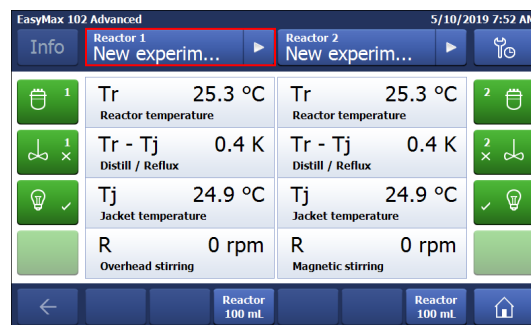 EasyMax 102 Advanced 5/10/2019 7:52 AM
Info
Reactor 1
New experim...
Reactor 2
New experim...
1
Tr 25.3 °C
Reactor temperature
Tr 25.3 °C
Reactor temperature
2
1
Tr - Tj 0.4 K
Distill / Reflux
Tr - Tj 0.4 K
Distill / Reflux
2
Tj 24.9 °C
Jacket temperature
Tj 24.9 °C
Jacket temperature
R 0 rpm
Overhead stirring
R 0 rpm
Magnetic stirring
Reactor
100 mL
Reactor
100 mL